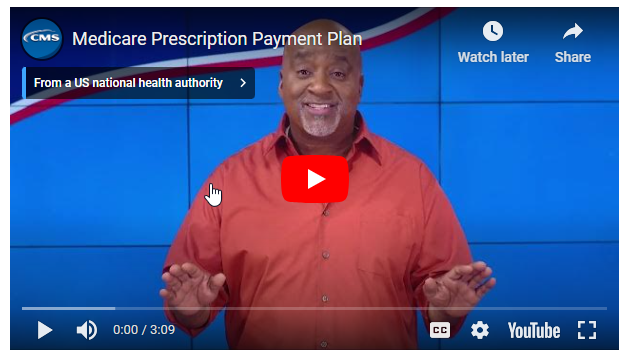 CMS
Medicare Prescription Payment Plan
Watch later
Share
From a US national health authority
0:00 / 3:09
CC
YouTube